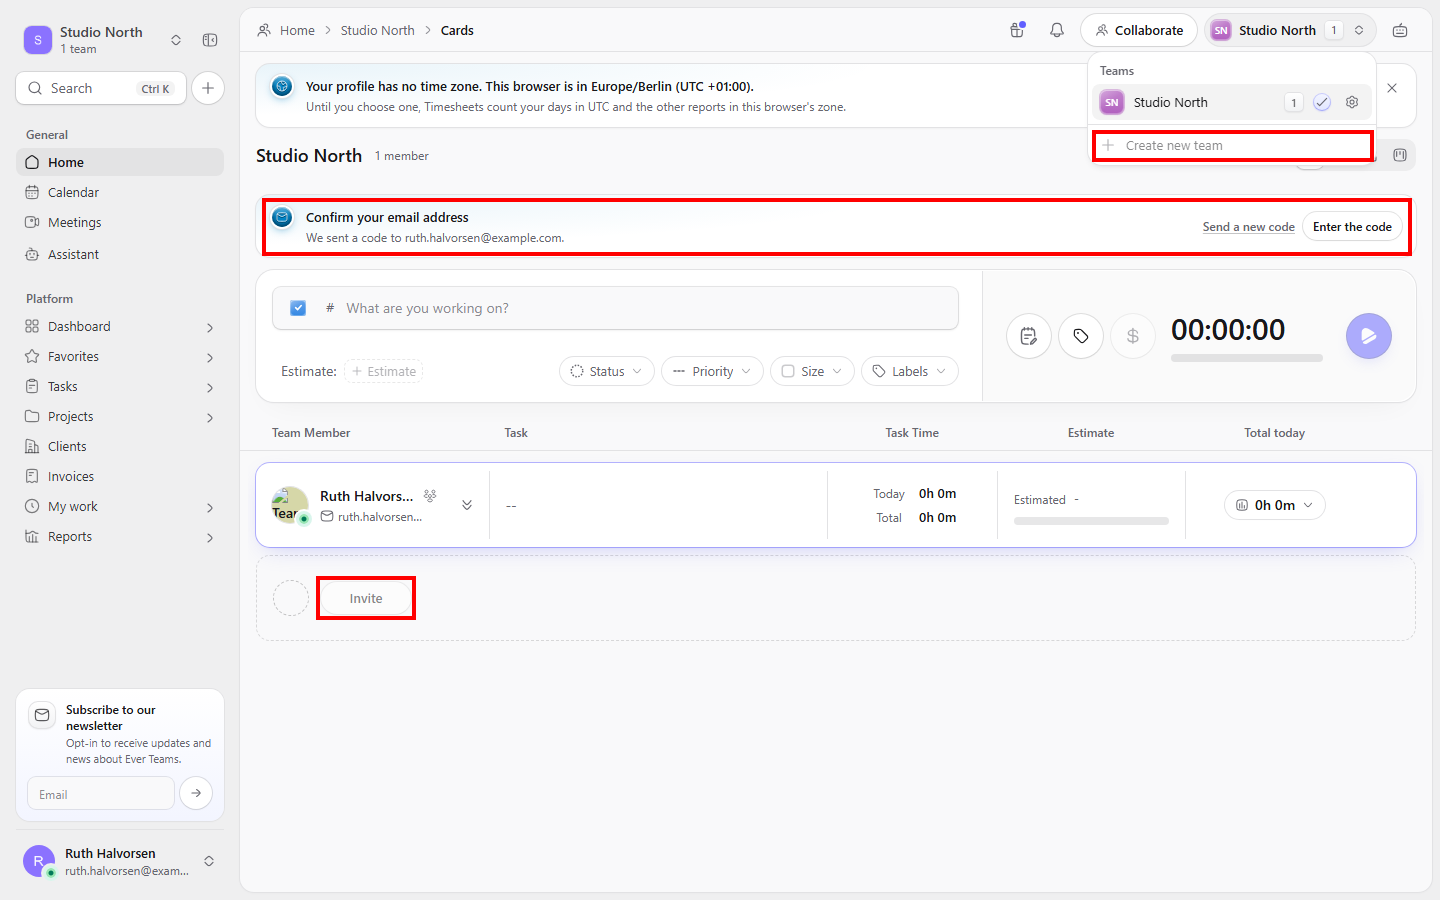 S
Studio North
1 team
Search
Ctrl K
General
Home
Calendar
Meetings
Assistant
Platform
Dashboard
Favorites
Tasks
Projects
Clients
Invoices
My work
Reports
Subscribe to our
newsletter
Opt-in to receive updates and
news about Ever Teams.
Email
R
Ruth Halvorsen
ruth.halvorsen@exam...
Home
Studio North
Cards
Collaborate
SN
Studio North
1
Your profile has no time zone. This browser is in Europe/Berlin (UTC +01:00).
Until you choose one, Timesheets count your days in UTC and the other reports in this browser's zone.
Teams
SN
Studio North
1
Create new team
Studio North
1 member
Confirm your email address
We sent a code to ruth.halvorsen@example.com.
Send a new code
Enter the code
# What are you working on?
Estimate:
+ Estimate
Status
Priority
Size
Labels
$
00:00:00
Team Member
Task
Task Time
Estimate
Total today
Tear
Ruth Halvors...
ruth.halvorsen...
--
Today 0h 0m
Total 0h 0m
Estimated -
0h 0m
Invite